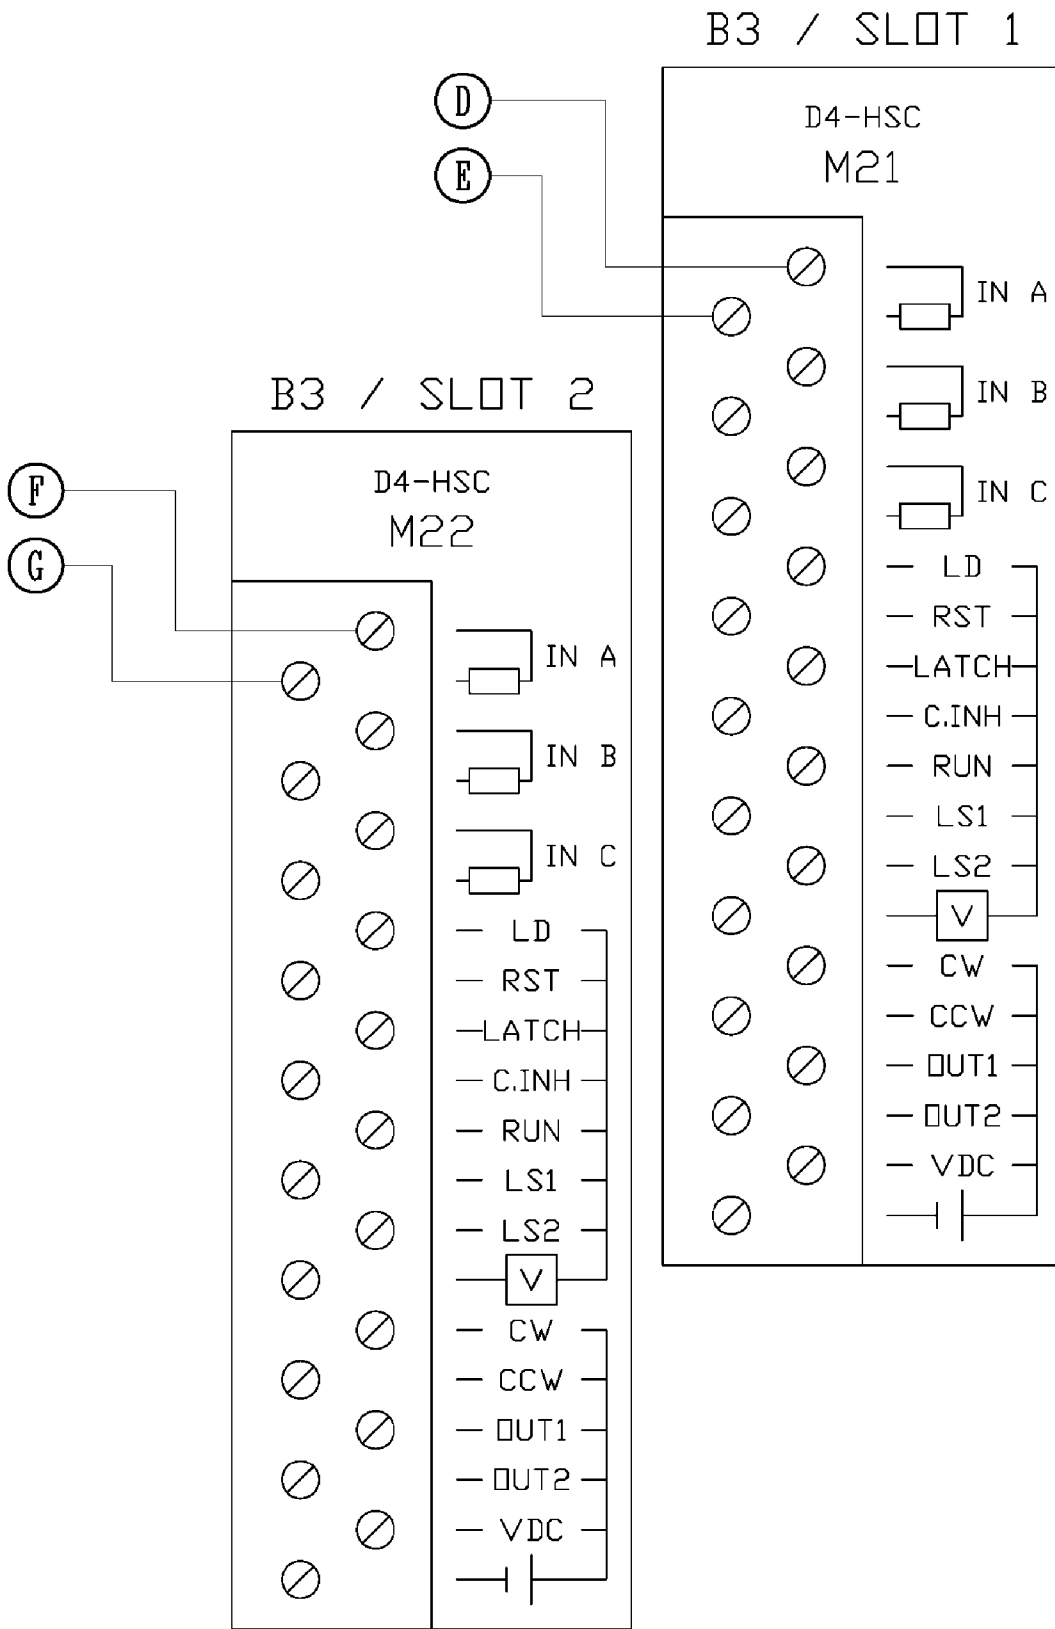 B3 / SLOT 1
D
E
D4-HSC
M21
IN A
IN B
IN C
LD
RST
LATCH
C.INH
RUN
LS1
LS2
V
CW
CCW
OUT1
OUT2
VDC
B3 / SLOT 2
F
G
D4-HSC
M22
IN A
IN B
IN C
LD
RST
LATCH
C.INH
RUN
LS1
LS2
V
CW
CCW
OUT1
OUT2
VDC